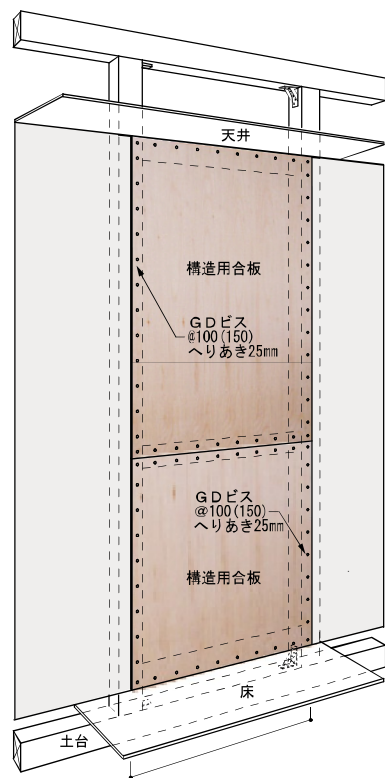 天井
構造用合板
ＧＤビス
@100(150)
へりあき25mm
ＧＤビス
@100(150)
へりあき25mm
構造用合板
床
土台